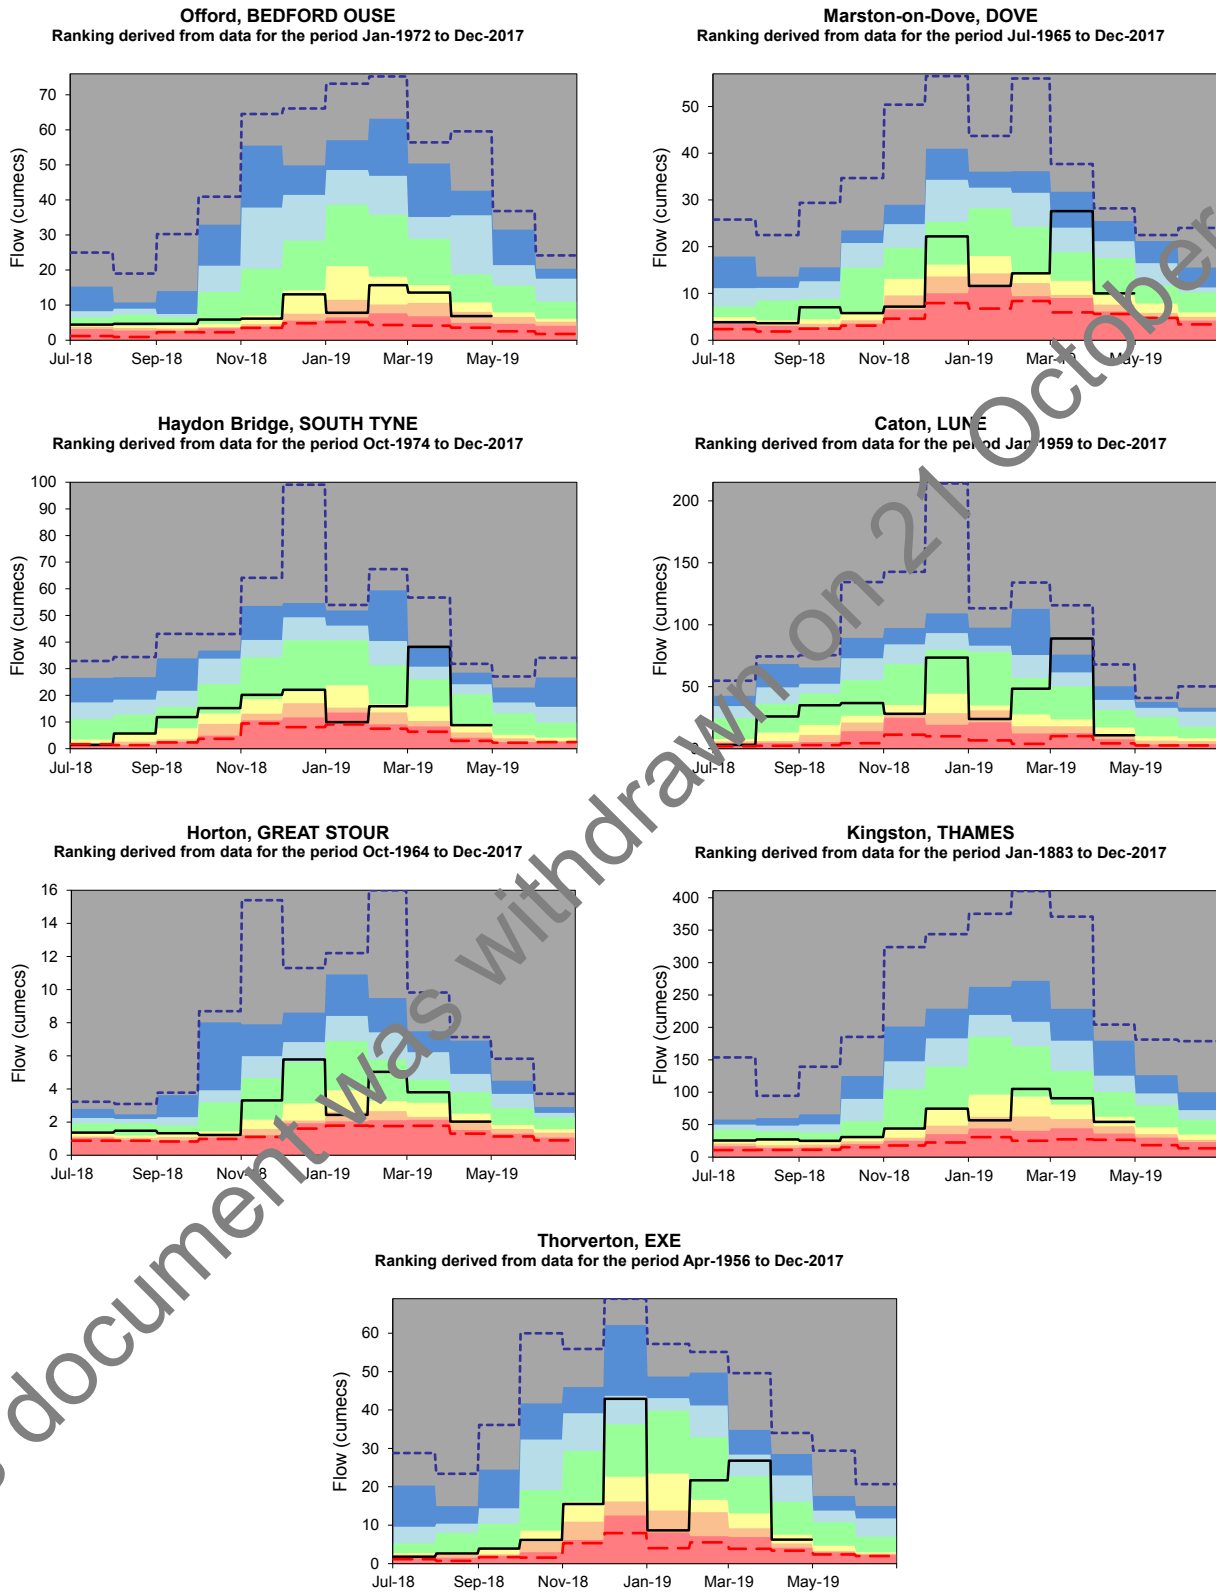 Offord, BEDFORD OUSE
Ranking derived from data for the period Jan-1972 to Dec-2017
Flow (cumecs)
70
60
50
40
30
20
10
0
Jul-18 Sep-18 Nov-18 Jan-19 Mar-19 May-19
Marston-on-Dove, DOVE
Ranking derived from data for the period Jul-1965 to Dec-2017
Flow (cumecs)
50
40
30
20
10
0
Jul-18 Sep-18 Nov-18 Jan-19 Mar-19 May-19
Haydon Bridge, SOUTH TYNE
Ranking derived from data for the period Oct-1974 to Dec-2017
Flow (cumecs)
100
90
80
70
60
50
40
30
20
10
0
Jul-18 Sep-18 Nov-18 Jan-19 Mar-19 May-19
Caton, LUNE
Ranking derived from data for the period Jan-1959 to Dec-2017
Flow (cumecs)
200
150
100
50
0
Jul-18 Sep-18 Nov-18 Jan-19 Mar-19 May-19
Horton, GREAT STOUR
Ranking derived from data for the period Oct-1964 to Dec-2017
Flow (cumecs)
16
14
12
10
8
6
4
2
0
Jul-18 Sep-18 Nov-18 Jan-19 Mar-19 May-19
Kingston, THAMES
Ranking derived from data for the period Jan-1883 to Dec-2017
Flow (cumecs)
400
350
300
250
200
150
100
50
0
Jul-18 Sep-18 Nov-18 Jan-19 Mar-19 May-19
Thorverton, EXE
Ranking derived from data for the period Apr-1956 to Dec-2017
Flow (cumecs)
60
50
40
30
20
10
0
Jul-18 Sep-18 Nov-18 Jan-19 Mar-19 May-19
document was withdrawn on 21 October